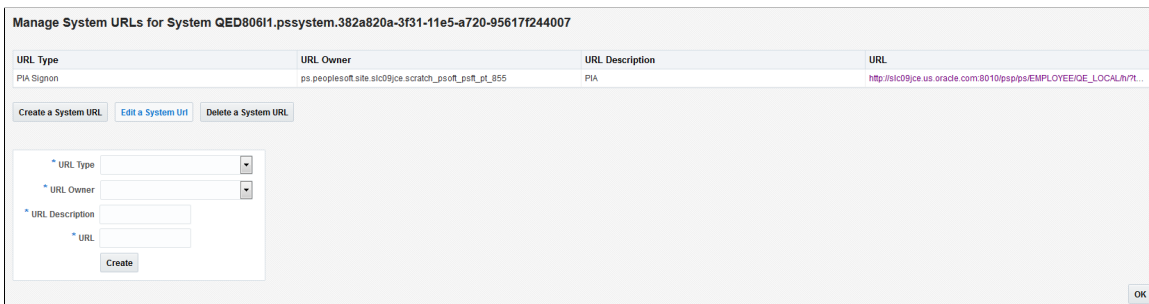 Manage System URLs for System QED806I1.pssystem.382a820a-3f31-11e5-a720-95617f244007
URL Type URL Owner URL Description URL
PIA Signon ps.peoplesoft.site.slc09jce.scratch_psoft_psft_pt_855 PIA http://slc09jce.us.oracle.com:8010/psp/ps/EMPLOYEE/QE_LOCAL/h/?t...
Create a System URL Edit a System Url Delete a System URL
* URL Type
* URL Owner
* URL Description
* URL
Create
OK